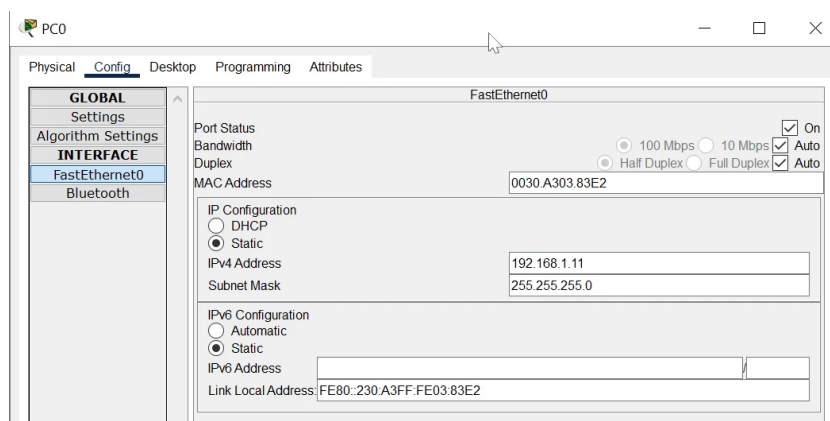 PC0
Physical Config Desktop Programming Attributes
GLOBAL
Settings
Algorithm Settings
INTERFACE
FastEthernet0
Bluetooth
FastEthernet0
Port Status On
Bandwidth 100 Mbps 10 Mbps Auto
Duplex Half Duplex Full Duplex Auto
MAC Address 0030.A303.83E2
IP Configuration
DHCP
Static
IPv4 Address 192.168.1.11
Subnet Mask 255.255.255.0
IPv6 Configuration
Automatic
Static
IPv6 Address /
Link Local Address: FE80::230:A3FF:FE03:83E2